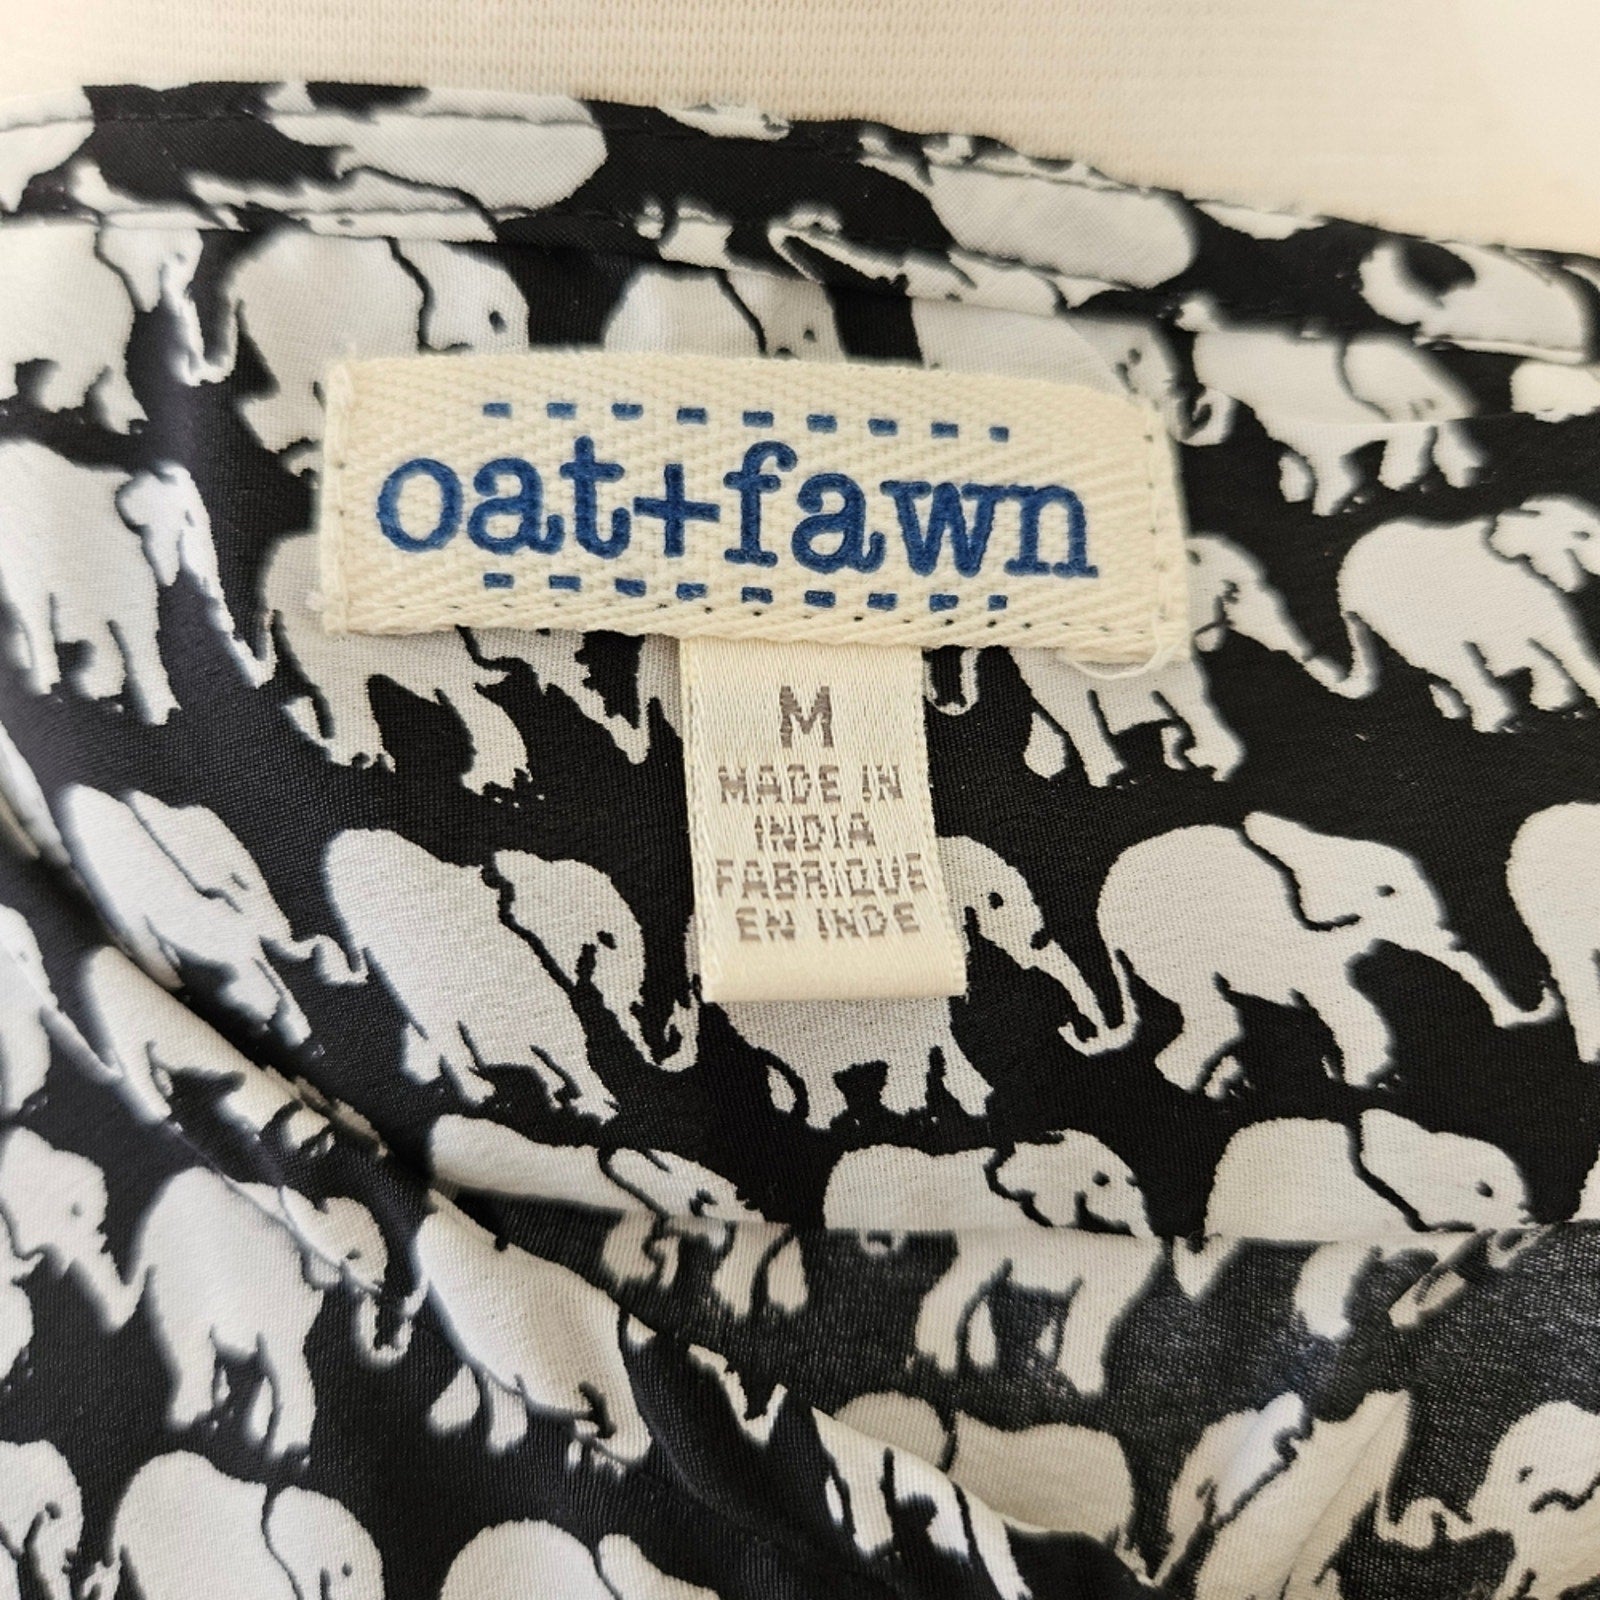 oat+fawn
M
MADE IN
INDIA
FABRIQUE
EN INDE